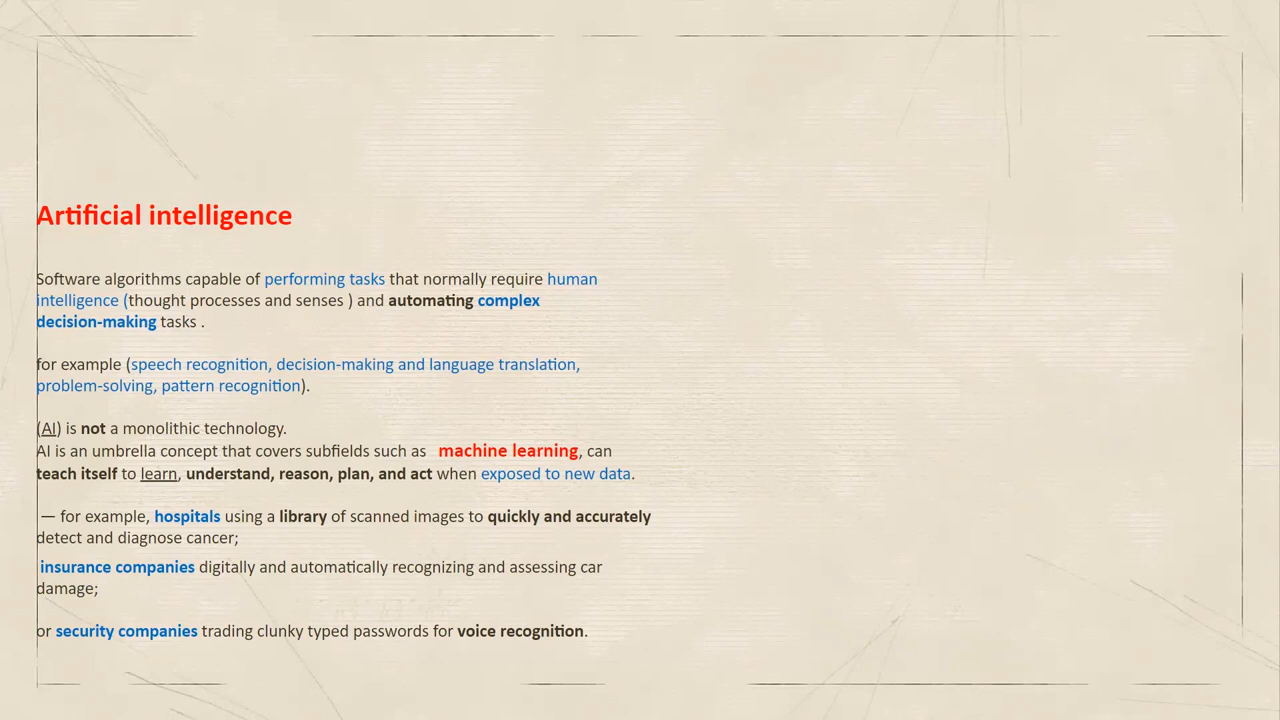 Artificial intelligence
Software algorithms capable of performing tasks that normally require human
intelligence (thought processes and senses ) and automating complex
decision-making tasks .
for example (speech recognition, decision-making and language translation,
problem-solving, pattern recognition).
(AI) is not a monolithic technology.
AI is an umbrella concept that covers subfields such as machine learning, can
teach itself to learn, understand, reason, plan, and act when exposed to new data.
— for example, hospitals using a library of scanned images to quickly and accurately
detect and diagnose cancer;
insurance companies digitally and automatically recognizing and assessing car
damage;
or security companies trading clunky typed passwords for voice recognition.